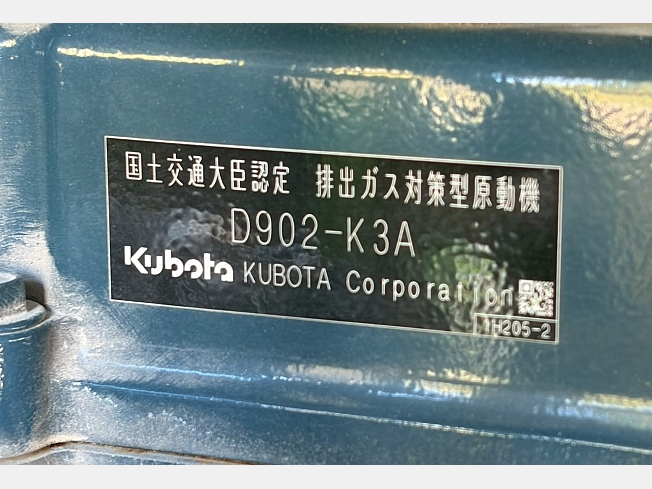 国土交通大臣認定 排出ガス対策型原動機
D902-K3A
Kubota KUBOTA Corporation
1H205-2